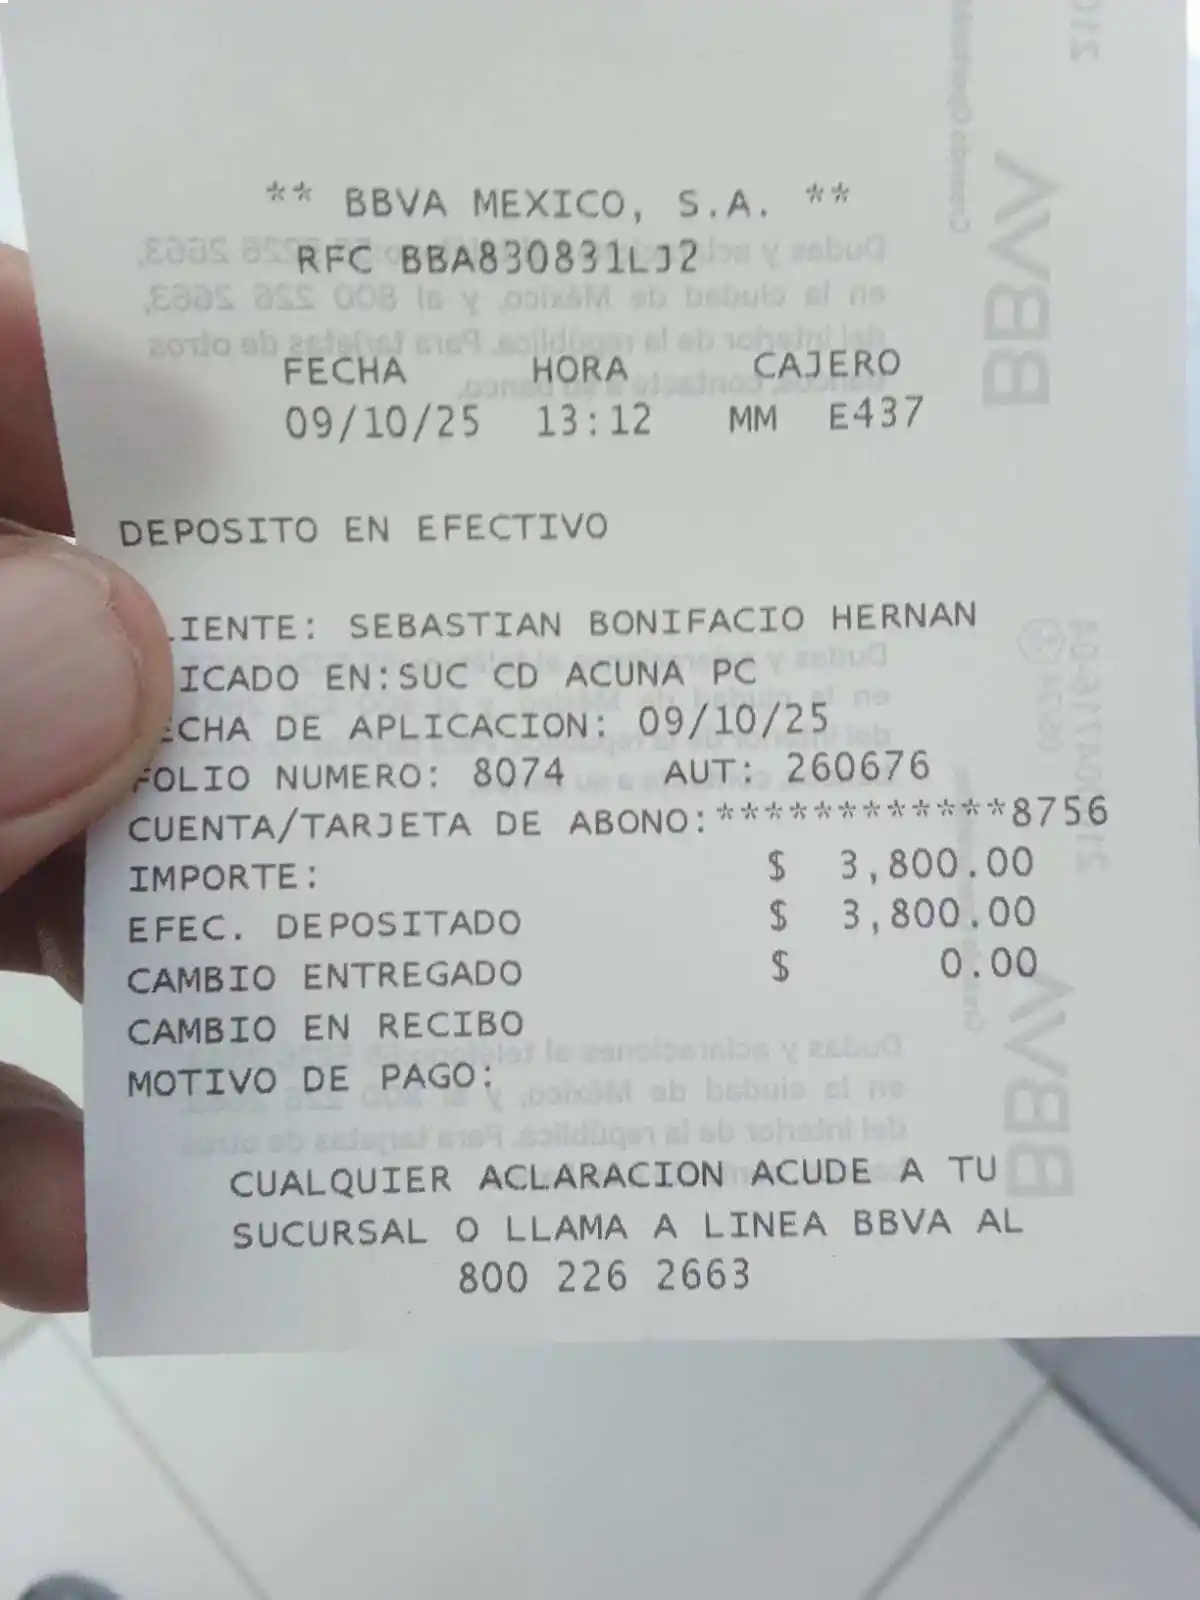 ** BBVA MEXICO, S.A. **
RFC BBA830831LJ2
FECHA HORA CAJERO
09/10/25 13:12 MM E437
DEPOSITO EN EFECTIVO
LIENTE: SEBASTIAN BONIFACIO HERNAN
ICADO EN:SUC CD ACUNA PC
ECHA DE APLICACION: 09/10/25
FOLIO NUMERO: 8074 AUT: 260676
CUENTA/TARJETA DE ABONO:************8756
IMPORTE: $ 3,800.00
EFEC. DEPOSITADO $ 3,800.00
CAMBIO ENTREGADO $ 0.00
CAMBIO EN RECIBO
MOTIVO DE PAGO:
CUALQUIER ACLARACION ACUDE A TU
SUCURSAL O LLAMA A LINEA BBVA AL
800 226 2663